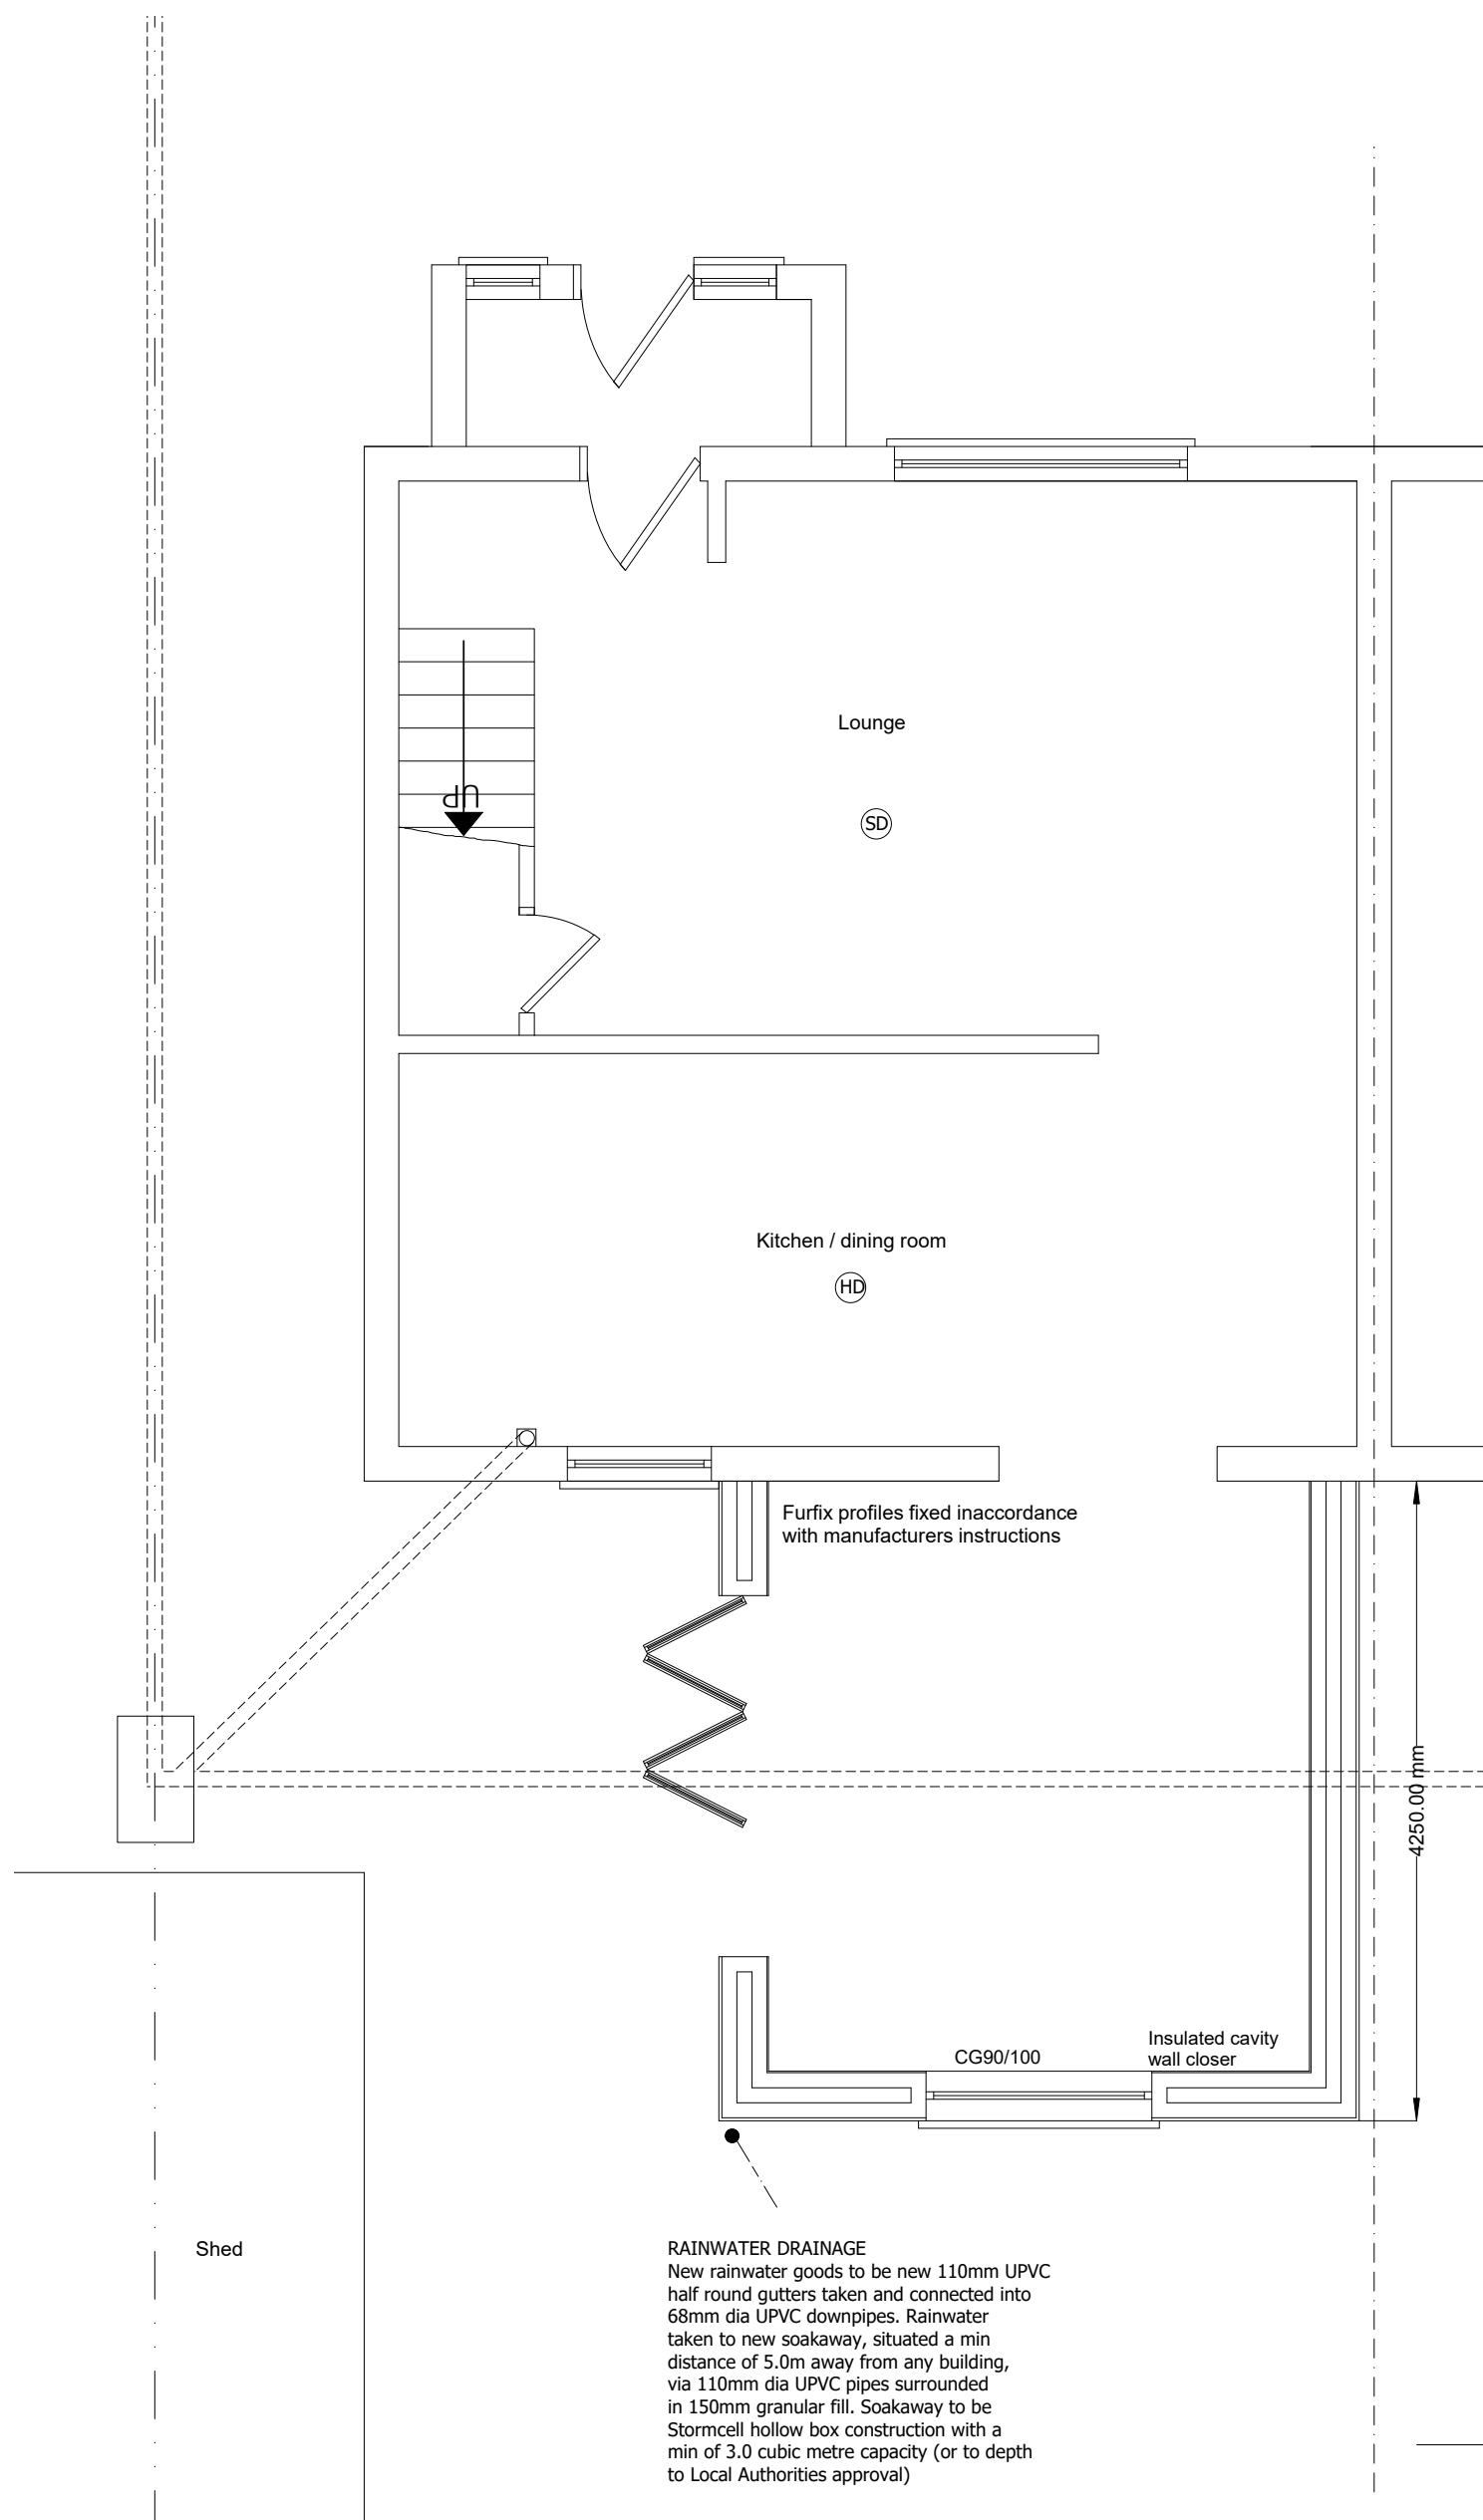 UP
Lounge
SD
Kitchen / dining room
HD
Furfix profiles fixed inaccordance
with manufacturers instructions
4250.00 mm
Insulated cavity
wall closer
CG90/100
Shed
RAINWATER DRAINAGE
New rainwater goods to be new 110mm UPVC
half round gutters taken and connected into
68mm dia UPVC downpipes. Rainwater
taken to new soakaway, situated a min
distance of 5.0m away from any building,
via 110mm dia UPVC pipes surrounded
in 150mm granular fill. Soakaway to be
Stormcell hollow box construction with a
min of 3.0 cubic metre capacity (or to depth
to Local Authorities approval)